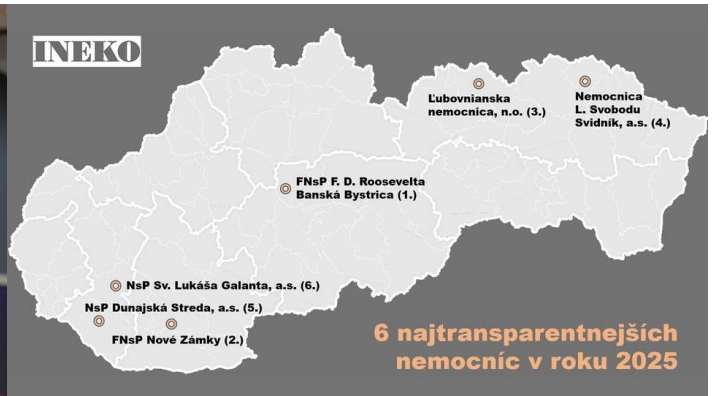 INEKO
Ľubovnianska
nemocnica, n.o. (3.)
Nemocnica
L. Svobodu
Svidník, a.s. (4.)
FNsP F. D. Roosevelta
Banská Bystrica (1.)
NsP Sv. Lukáša Galanta, a.s. (6.)
NsP Dunajská Streda, a.s. (5.)
FNsP Nové Zámky (2.)
6 najtransparentnejších
nemocníc v roku 2025